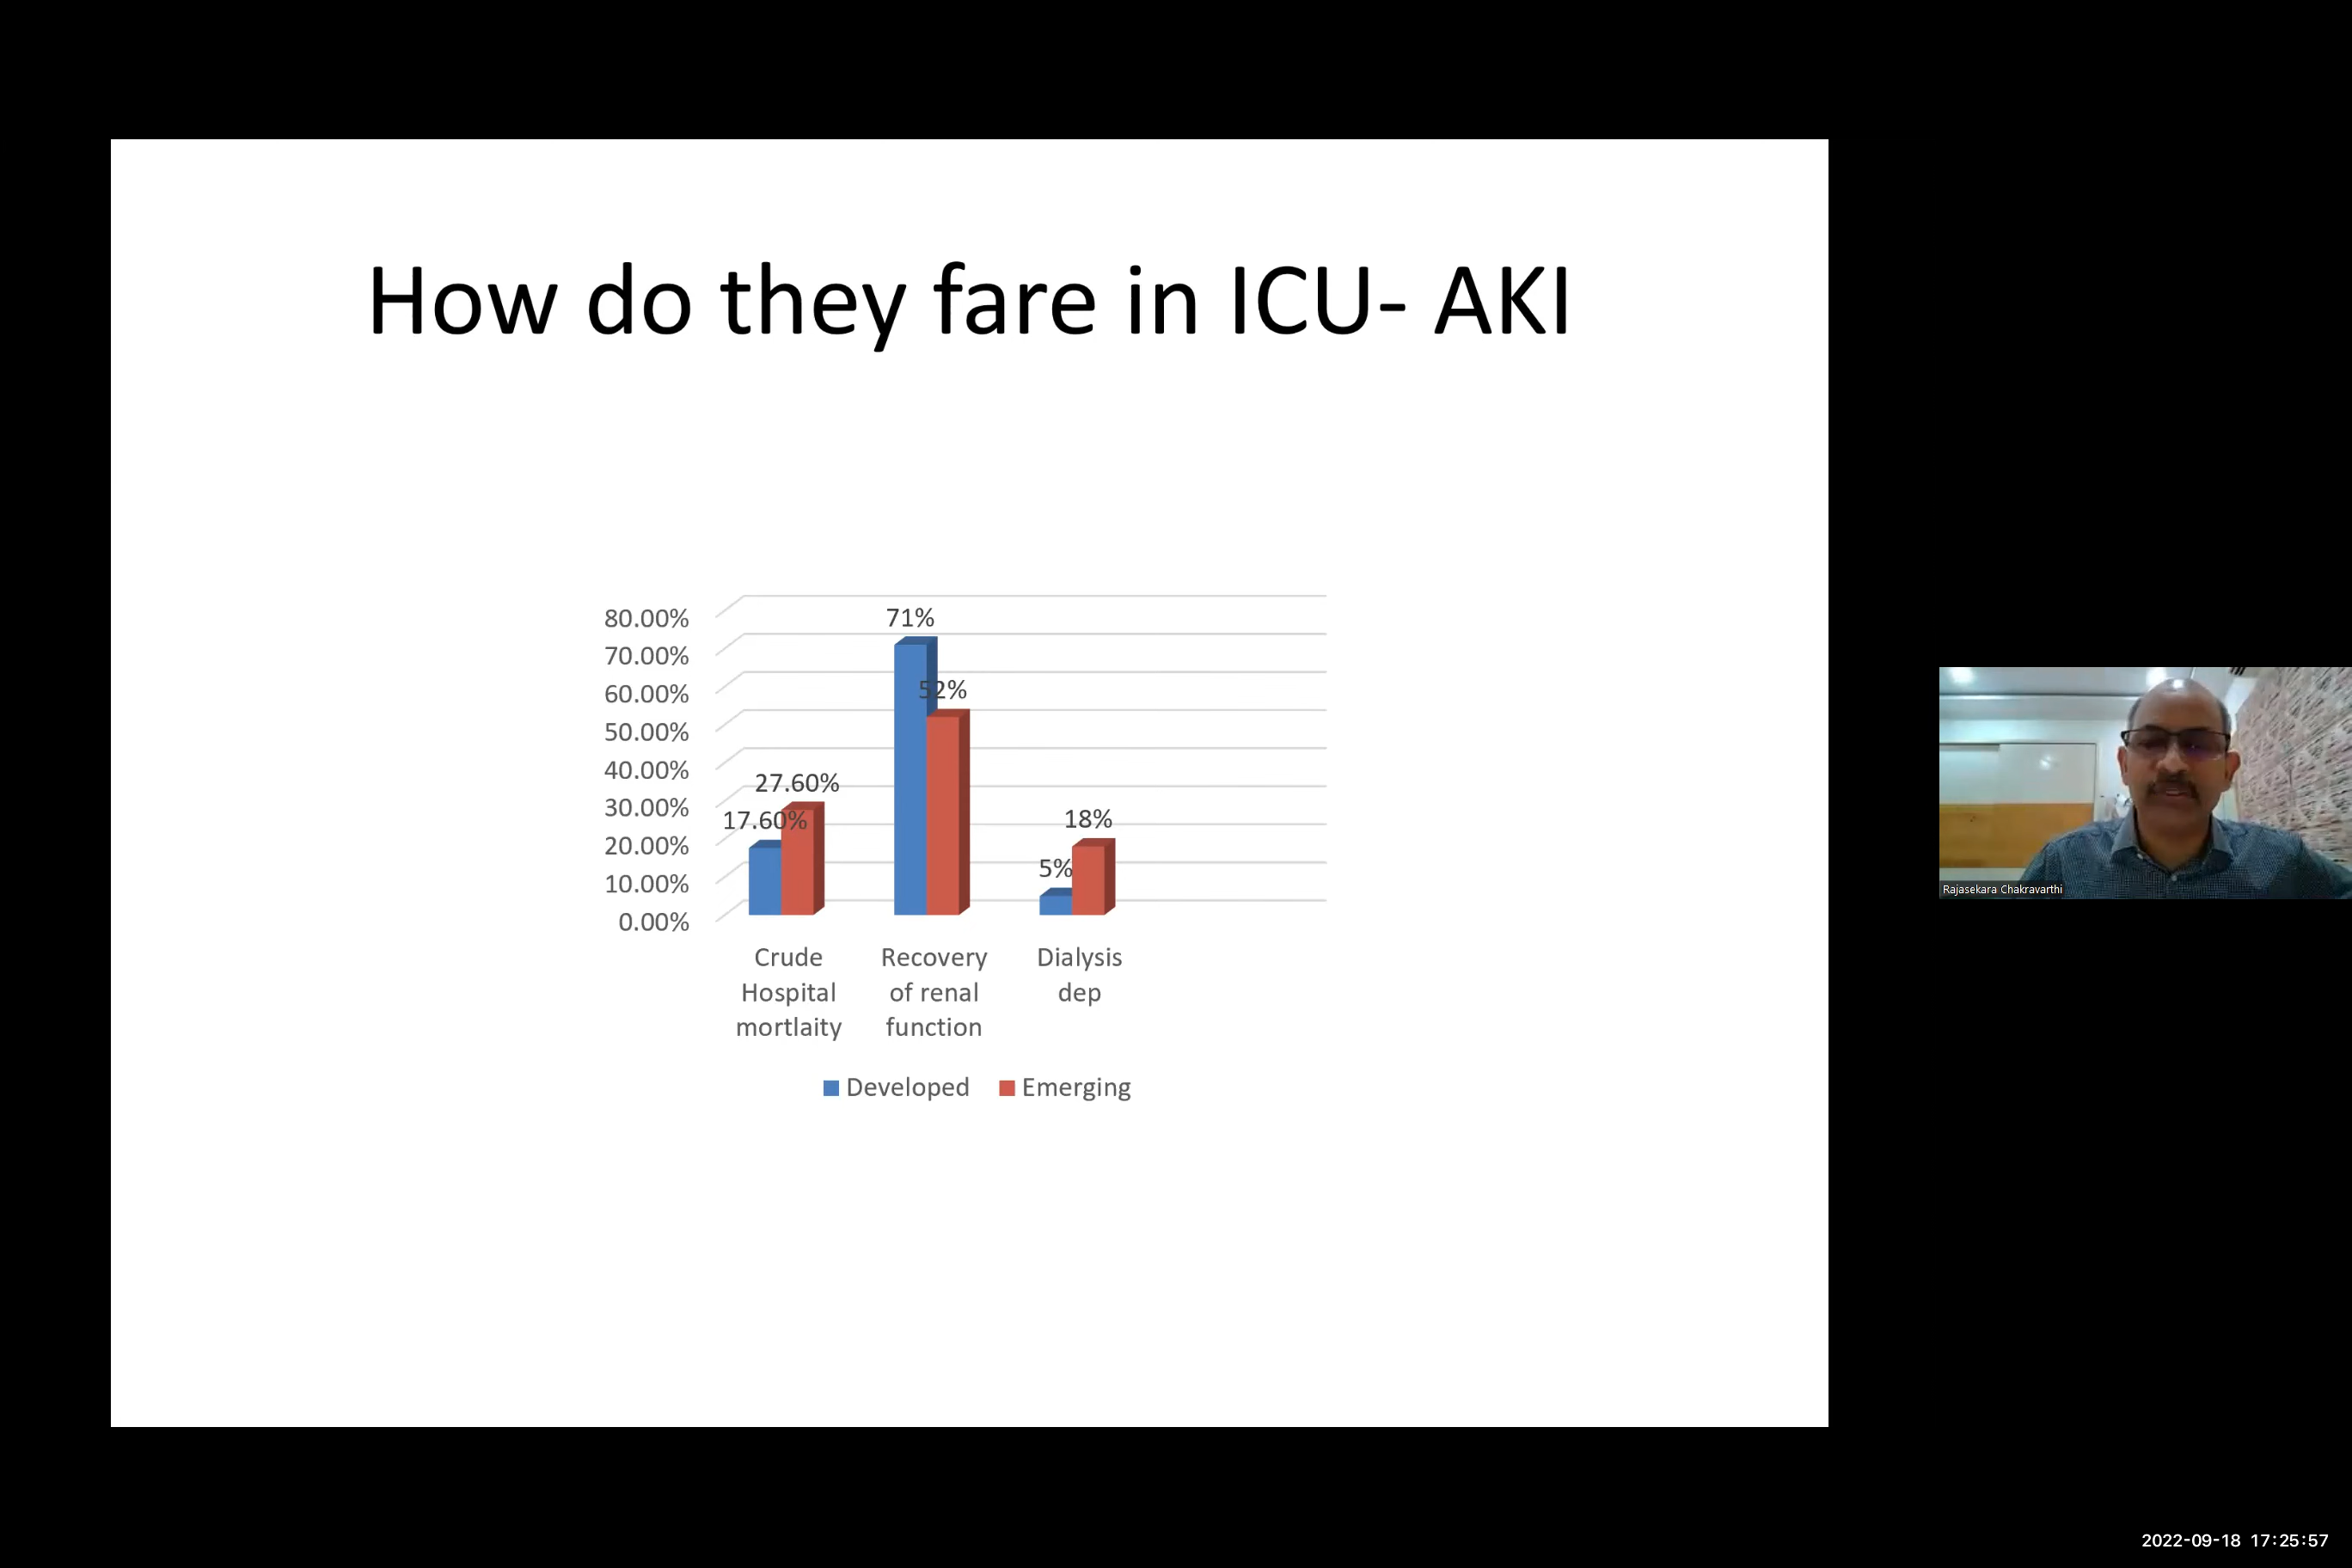 How do they fare in ICU- AKI
80.00%
70.00%
60.00%
50.00%
40.00%
30.00%
20.00%
10.00%
0.00%
17.60%
27.60%
71%
52%
5%
18%
Crude
Hospital
mortlaity
Recovery
of renal
function
Dialysis
dep
Developed Emerging
Rajasekara Chakravarthi
2022-09-18 17:25:57